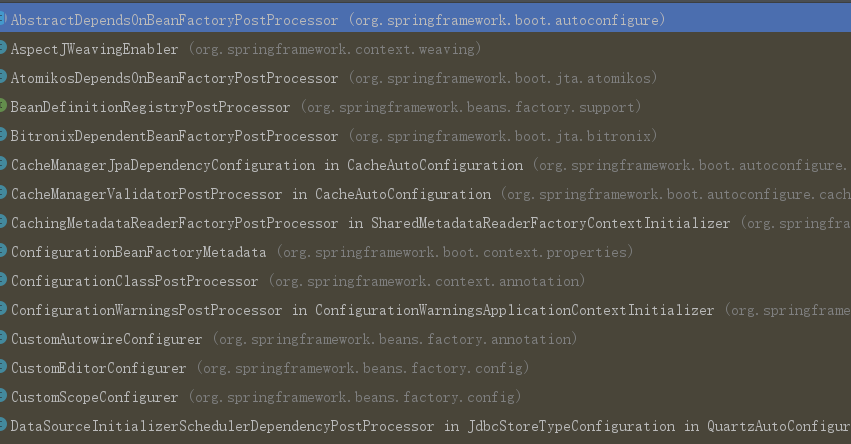 AbstractDependsOnBeanFactoryPostProcessor (org.springframework.boot.autoconfigure)
AspectJWeavingEnabler (org.springframework.context.weaving)
AtomikosDependsOnBeanFactoryPostProcessor (org.springframework.boot.jta.atomikos)
BeanDefinitionRegistryPostProcessor (org.springframework.beans.factory.support)
BitronixDependentBeanFactoryPostProcessor (org.springframework.boot.jta.bitronix)
CacheManagerJpaDependencyConfiguration in CacheAutoConfiguration (org.springframework.boot.autoconfigure.
CacheManagerValidatorPostProcessor in CacheAutoConfiguration (org.springframework.boot.autoconfigure.cach
CachingMetadataReaderFactoryPostProcessor in SharedMetadataReaderFactoryContextInitializer (org.springfra
ConfigurationBeanFactoryMetadata (org.springframework.boot.context.properties)
ConfigurationClassPostProcessor (org.springframework.context.annotation)
ConfigurationWarningsPostProcessor in ConfigurationWarningsApplicationContextInitializer (org.springframe
CustomAutowireConfigurer (org.springframework.beans.factory.annotation)
CustomEditorConfigurer (org.springframework.beans.factory.config)
CustomScopeConfigurer (org.springframework.beans.factory.config)
DataSourceInitializerSchedulerDependencyPostProcessor in JdbcStoreTypeConfiguration in QuartzAutoConfigur